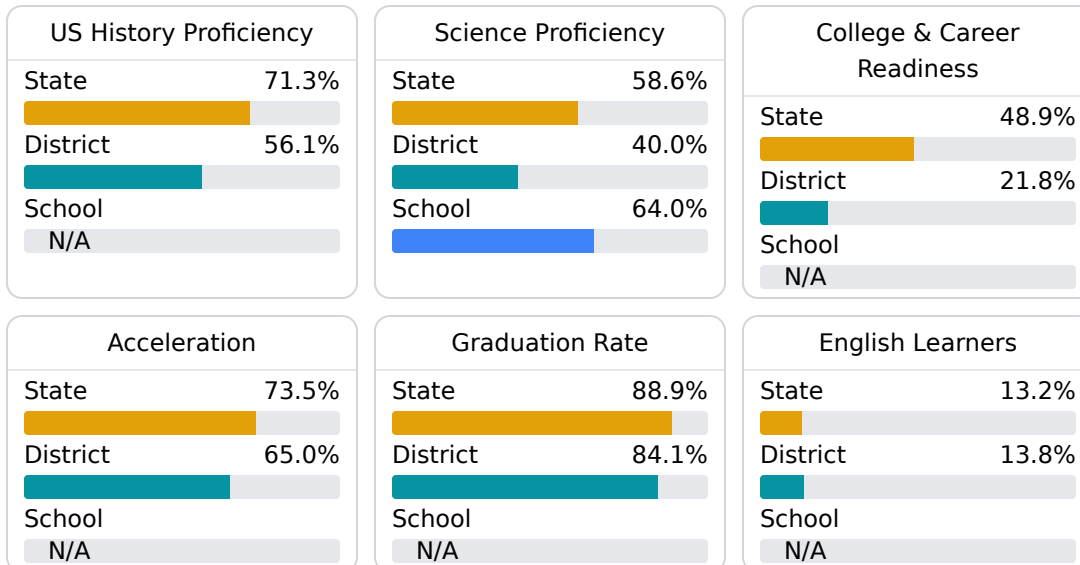 US History Proficiency
State 71.3%
District 56.1%
School
N/A
Science Proficiency
State 58.6%
District 40.0%
School 64.0%
College & Career
Readiness
State 48.9%
District 21.8%
School
N/A
Acceleration
State 73.5%
District 65.0%
School
N/A
Graduation Rate
State 88.9%
District 84.1%
School
N/A
English Learners
State 13.2%
District 13.8%
School
N/A